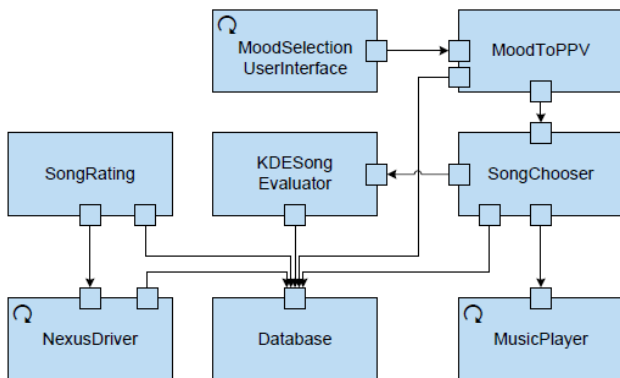 MoodSelection
UserInterface
MoodToPPV
SongRating
KDESong
Evaluator
SongChooser
NexusDriver
Database
MusicPlayer